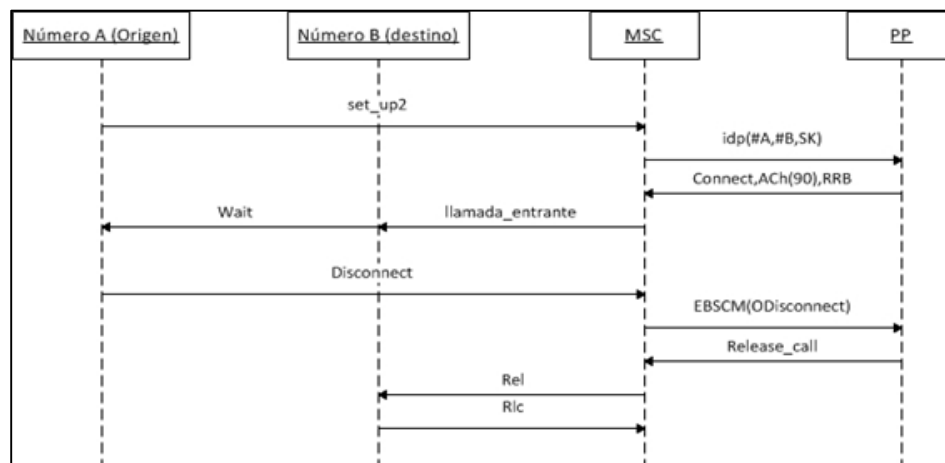 Número A (Origen)
Número B (destino)
MSC
PP
set_up2
idp(#A,#B,SK)
Connect,ACh(90),RRB
Wait
llamada_entrante
Disconnect
EBSCM(ODisconnect)
Release_call
Rel
Rlc